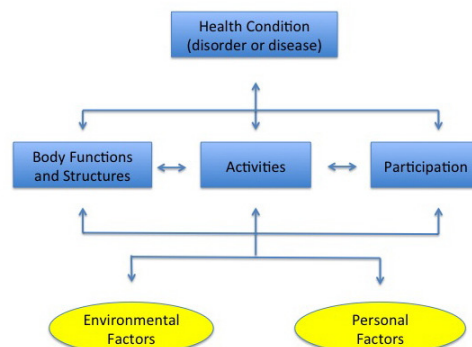 Health Condition
(disorder or disease)
Body Functions
and Structures
Activities
Participation
Environmental
Factors
Personal
Factors